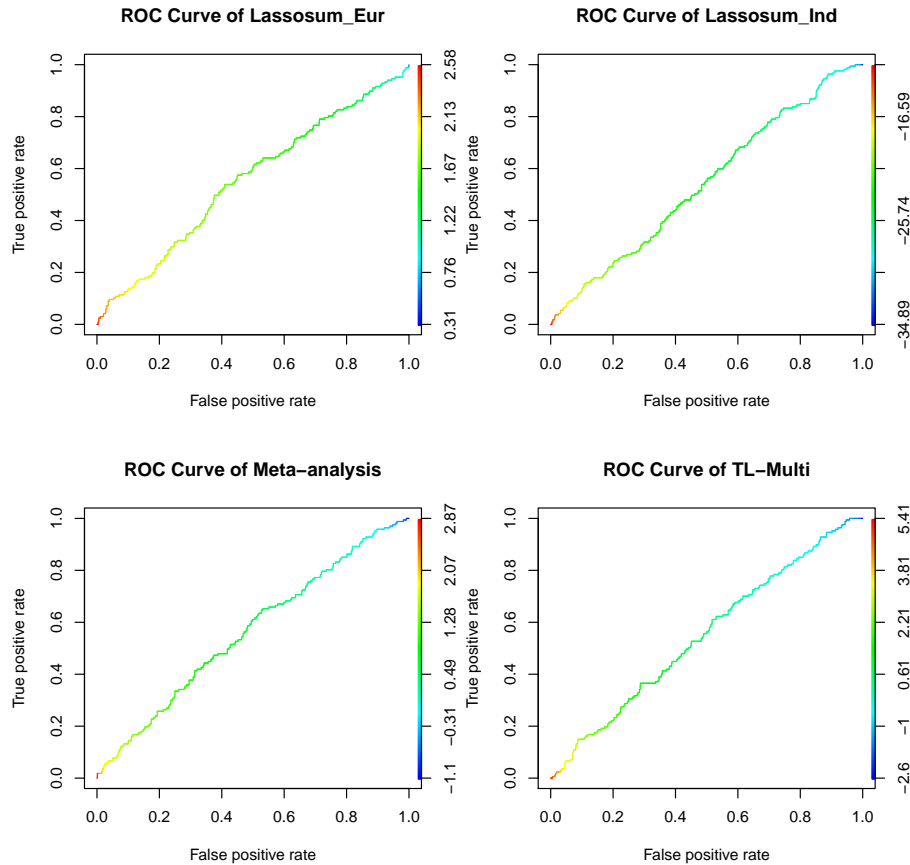 ROC Curve of Lassosum_Eur
True positive rate
0.0 0.2 0.4 0.6 0.8 1.0
0.31 0.76 1.22 1.67 2.13 2.58
0.0 0.2 0.4 0.6 0.8 1.0
False positive rate
ROC Curve of Lassosum_Ind
True positive rate
0.0 0.2 0.4 0.6 0.8 1.0
−34.89 −25.74 −16.59
0.0 0.2 0.4 0.6 0.8 1.0
False positive rate
ROC Curve of Meta−analysis
True positive rate
0.0 0.2 0.4 0.6 0.8 1.0
−1.1 −0.31 0.49 1.28 2.07 2.87
0.0 0.2 0.4 0.6 0.8 1.0
False positive rate
ROC Curve of TL−Multi
True positive rate
0.0 0.2 0.4 0.6 0.8 1.0
−2.6 −1 0.61 2.21 3.81 5.41
0.0 0.2 0.4 0.6 0.8 1.0
False positive rate